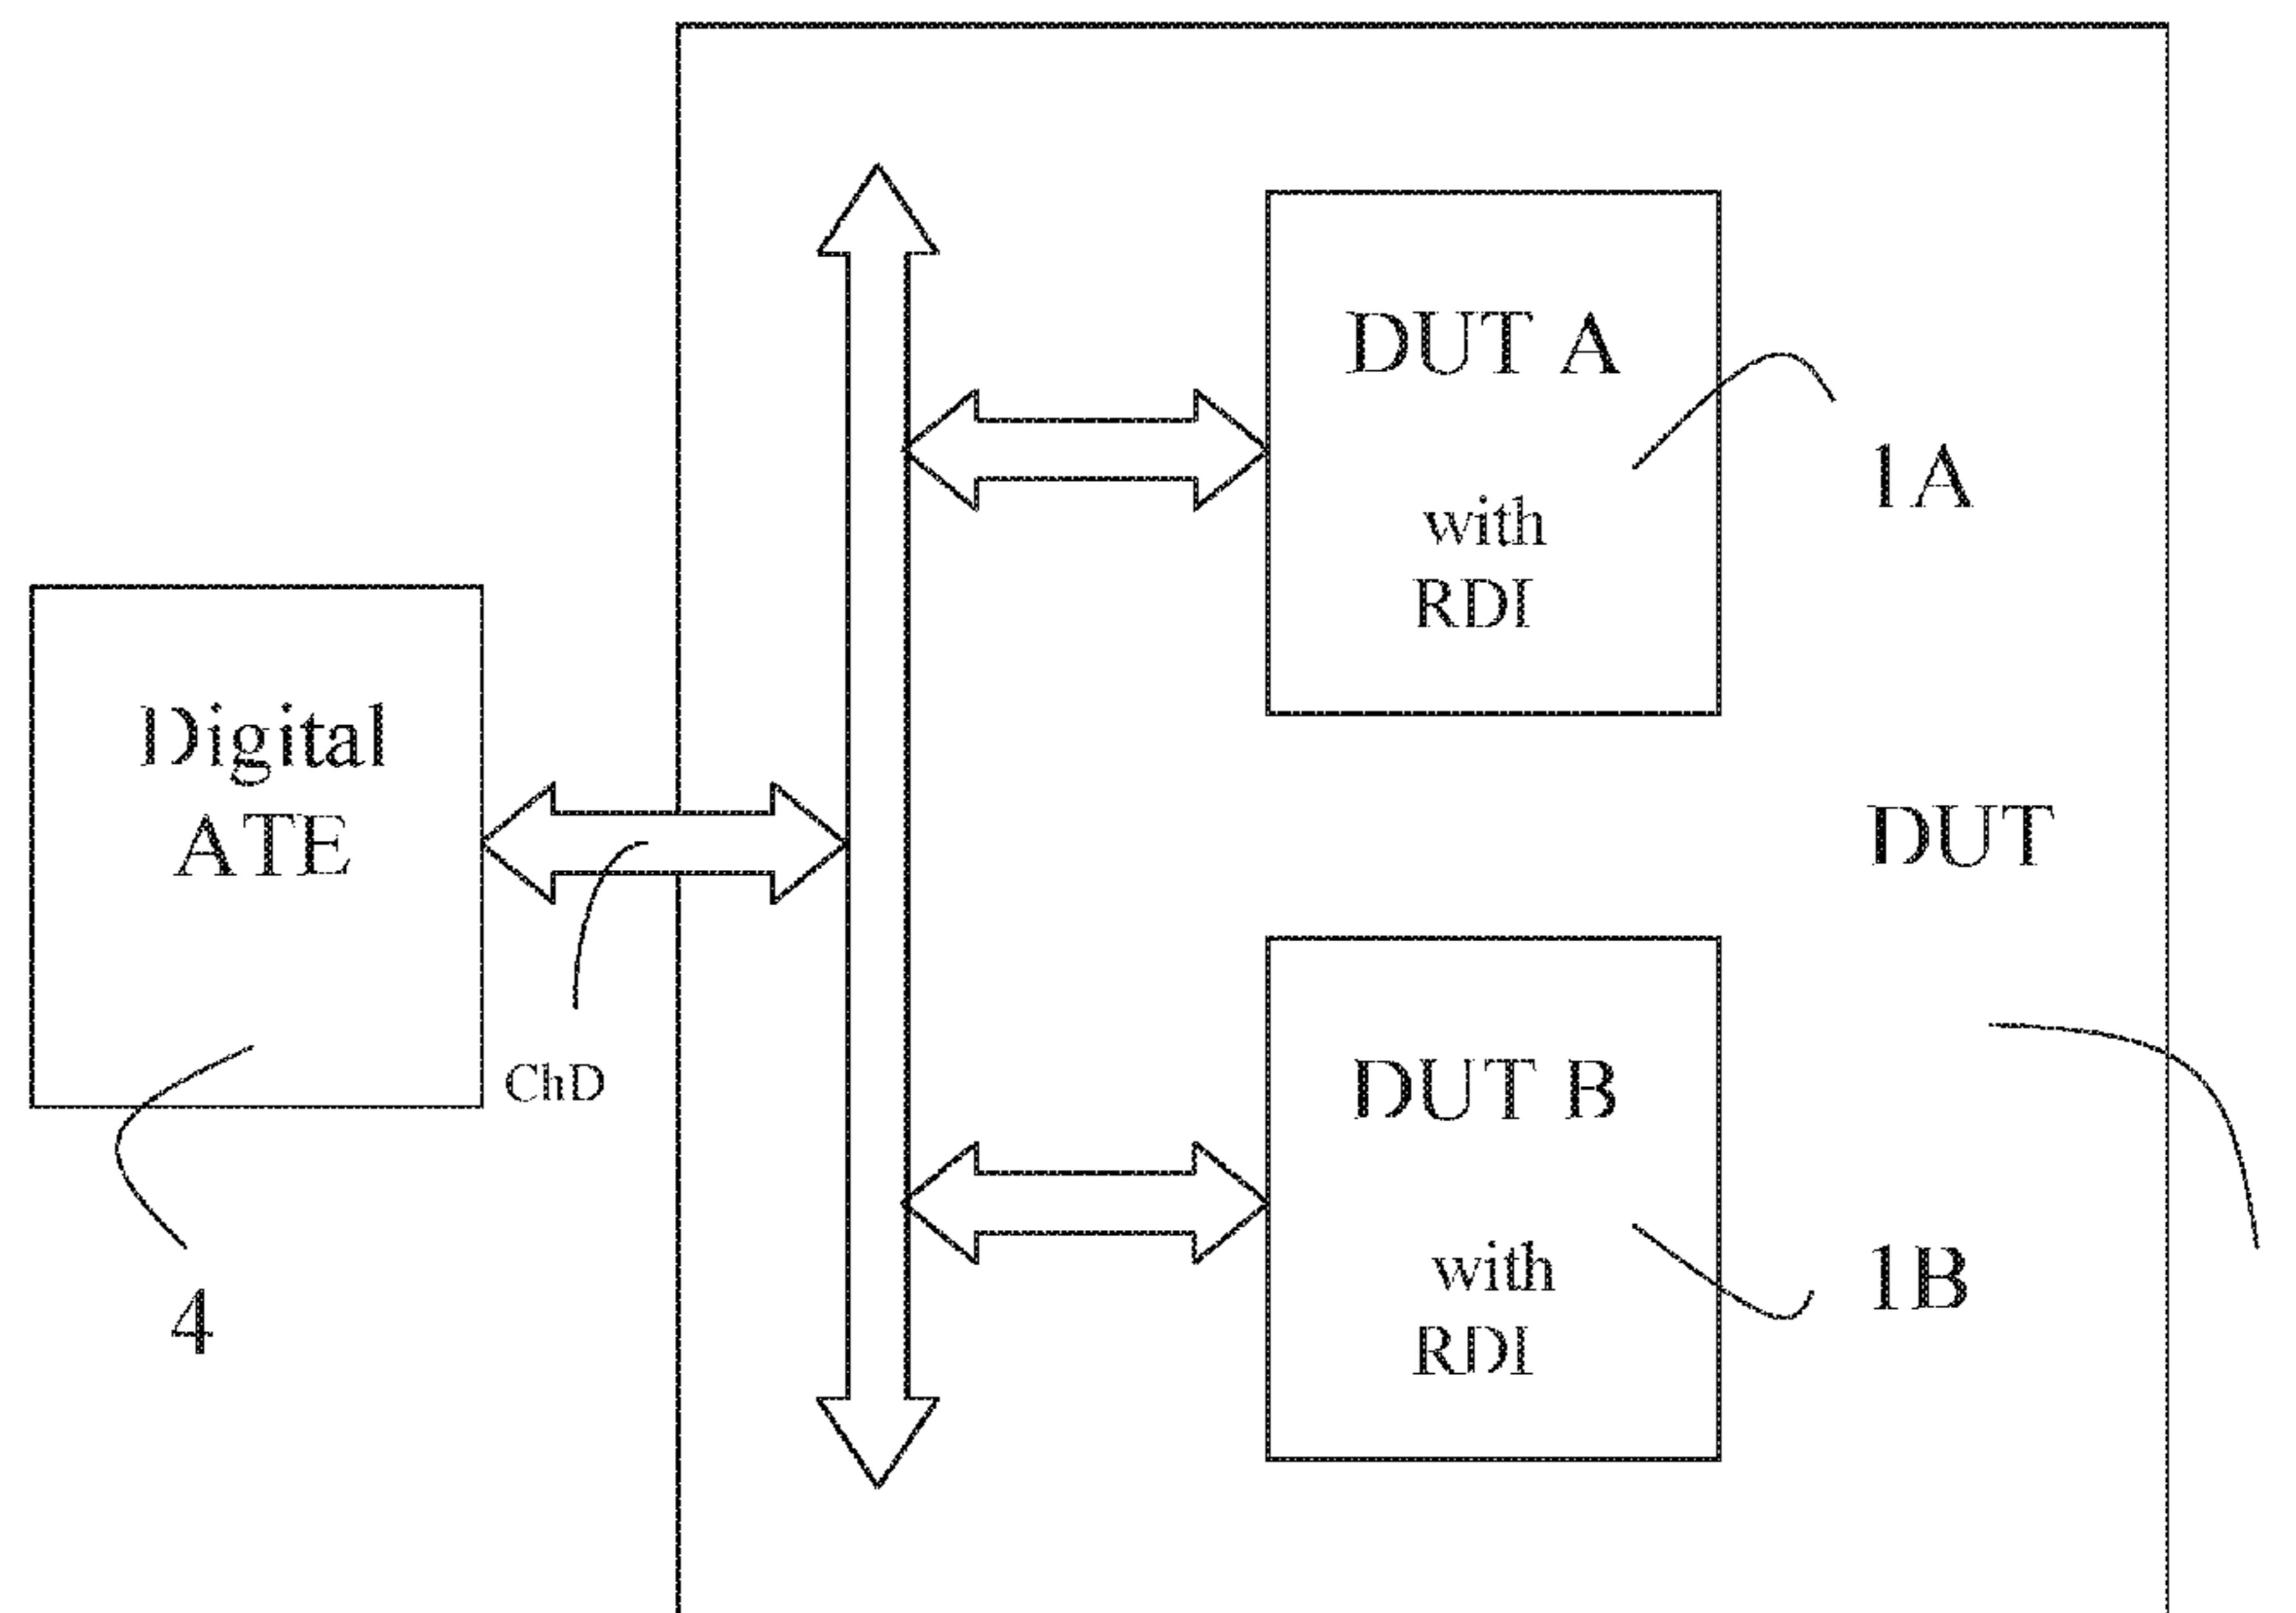 DUT A
with
RDI
1A
Digital
ATE
ChD
4
DUT
DUT B
with
RDI
1B